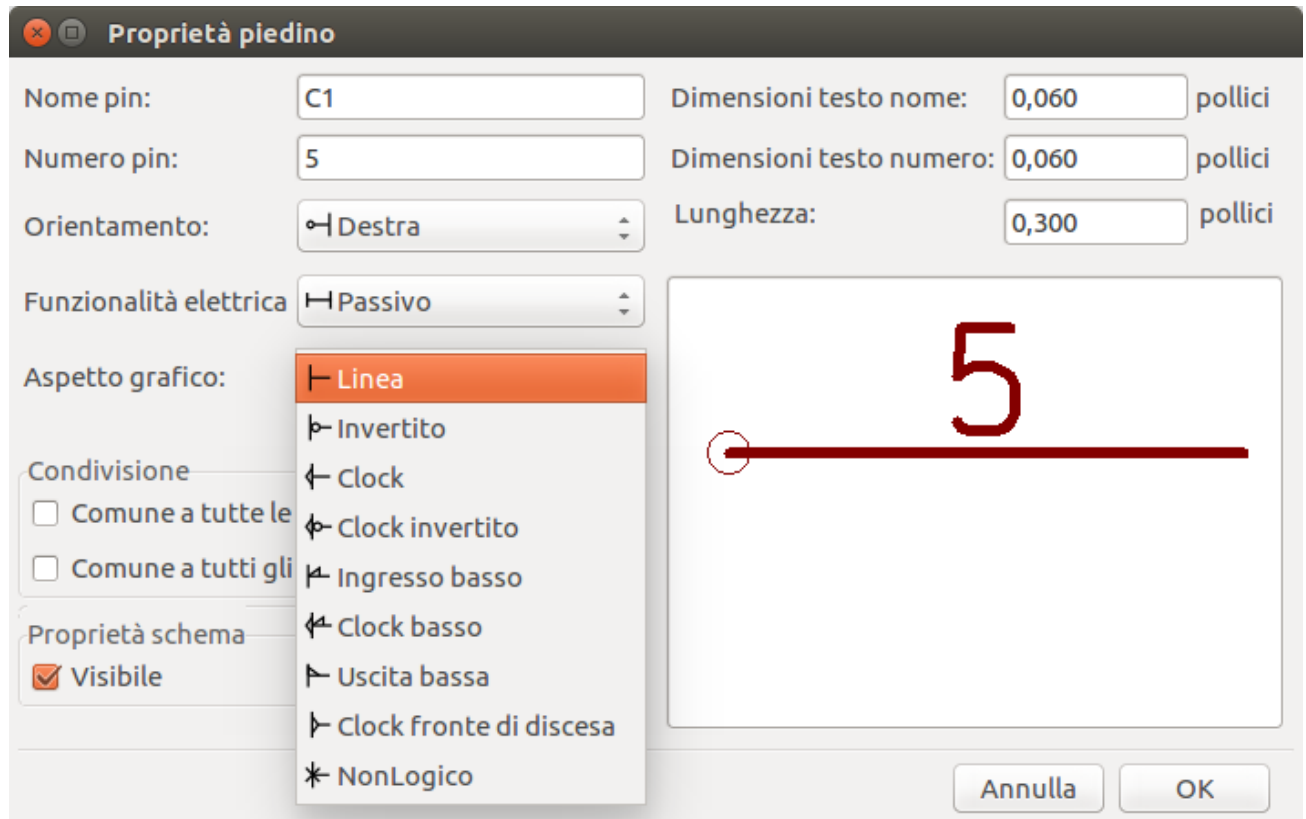 Proprietà piedino
Nome pin: C1
Dimensioni testo nome: 0,060 pollici
Numero pin: 5
Dimensioni testo numero: 0,060 pollici
Orientamento: Destra
Lunghezza: 0,300 pollici
Funzionalità elettrica Passivo
Aspetto grafico:
Linea
Invertito
Clock
Clock invertito
Ingresso basso
Clock basso
Uscita bassa
Clock fronte di discesa
NonLogico
Condivisione
Comune a tutte le
Comune a tutti gli
Proprietà schema
Visibile
5
Annulla
OK